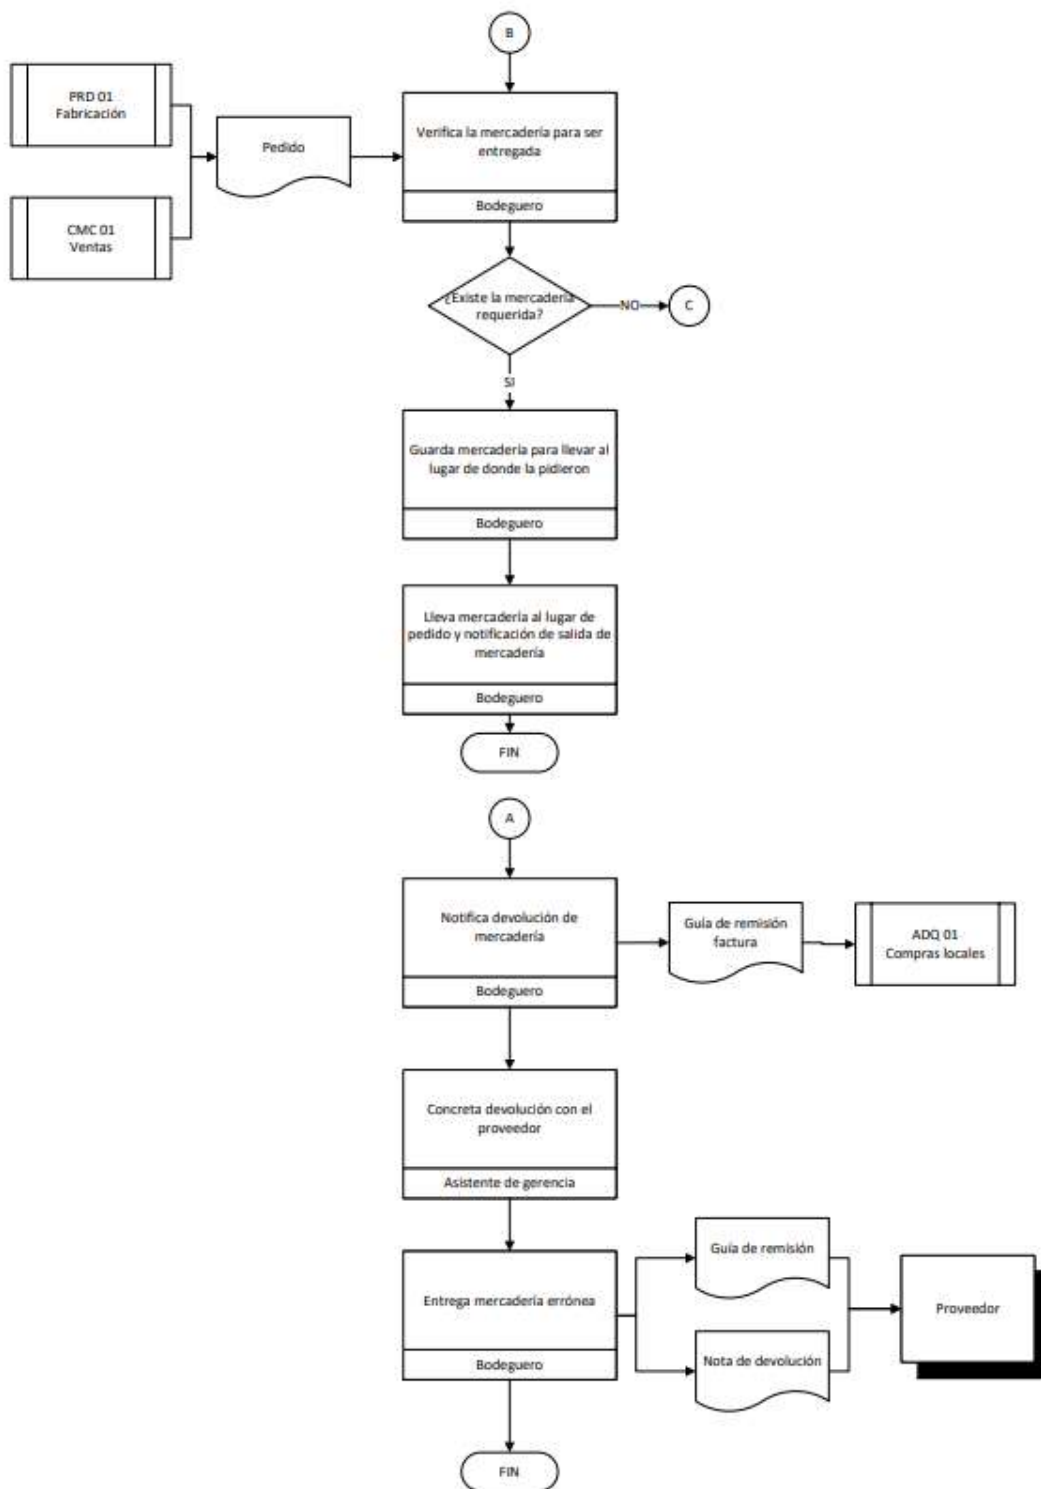 B
PRD 01
Fabricación
Pedido
Verifica la mercadería para ser
entregada
Bodeguero
CMC 01
Ventas
¿Existe la mercadería
requerida?
NO
C
SI
Guarda mercadería para llevar al
lugar de donde la pidieron
Bodeguero
Lleva mercadería al lugar de
pedido y notificación de salida de
mercadería
Bodeguero
FIN
A
Notifica devolución de
mercadería
Bodeguero
Guía de remisión
factura
ADQ 01
Compras locales
Concreta devolución con el
proveedor
Asistente de gerencia
Entrega mercadería errónea
Bodeguero
Guía de remisión
Nota de devolución
Proveedor
FIN